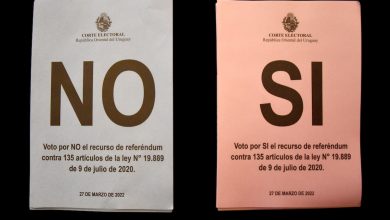 CORTE ELECTORAL
República Oriental del Uruguay
NO
Voto por NO el recurso de referéndum
contra 135 artículos de la ley N° 19.889
de 9 de julio de 2020.
27 DE MARZO DE 2022
CORTE ELECTORAL
República Oriental del Uruguay
SI
Voto por SI el recurso de referéndum
contra 135 artículos de la ley N° 19.889
de 9 de julio de 2020.
27 DE MARZO DE 2022